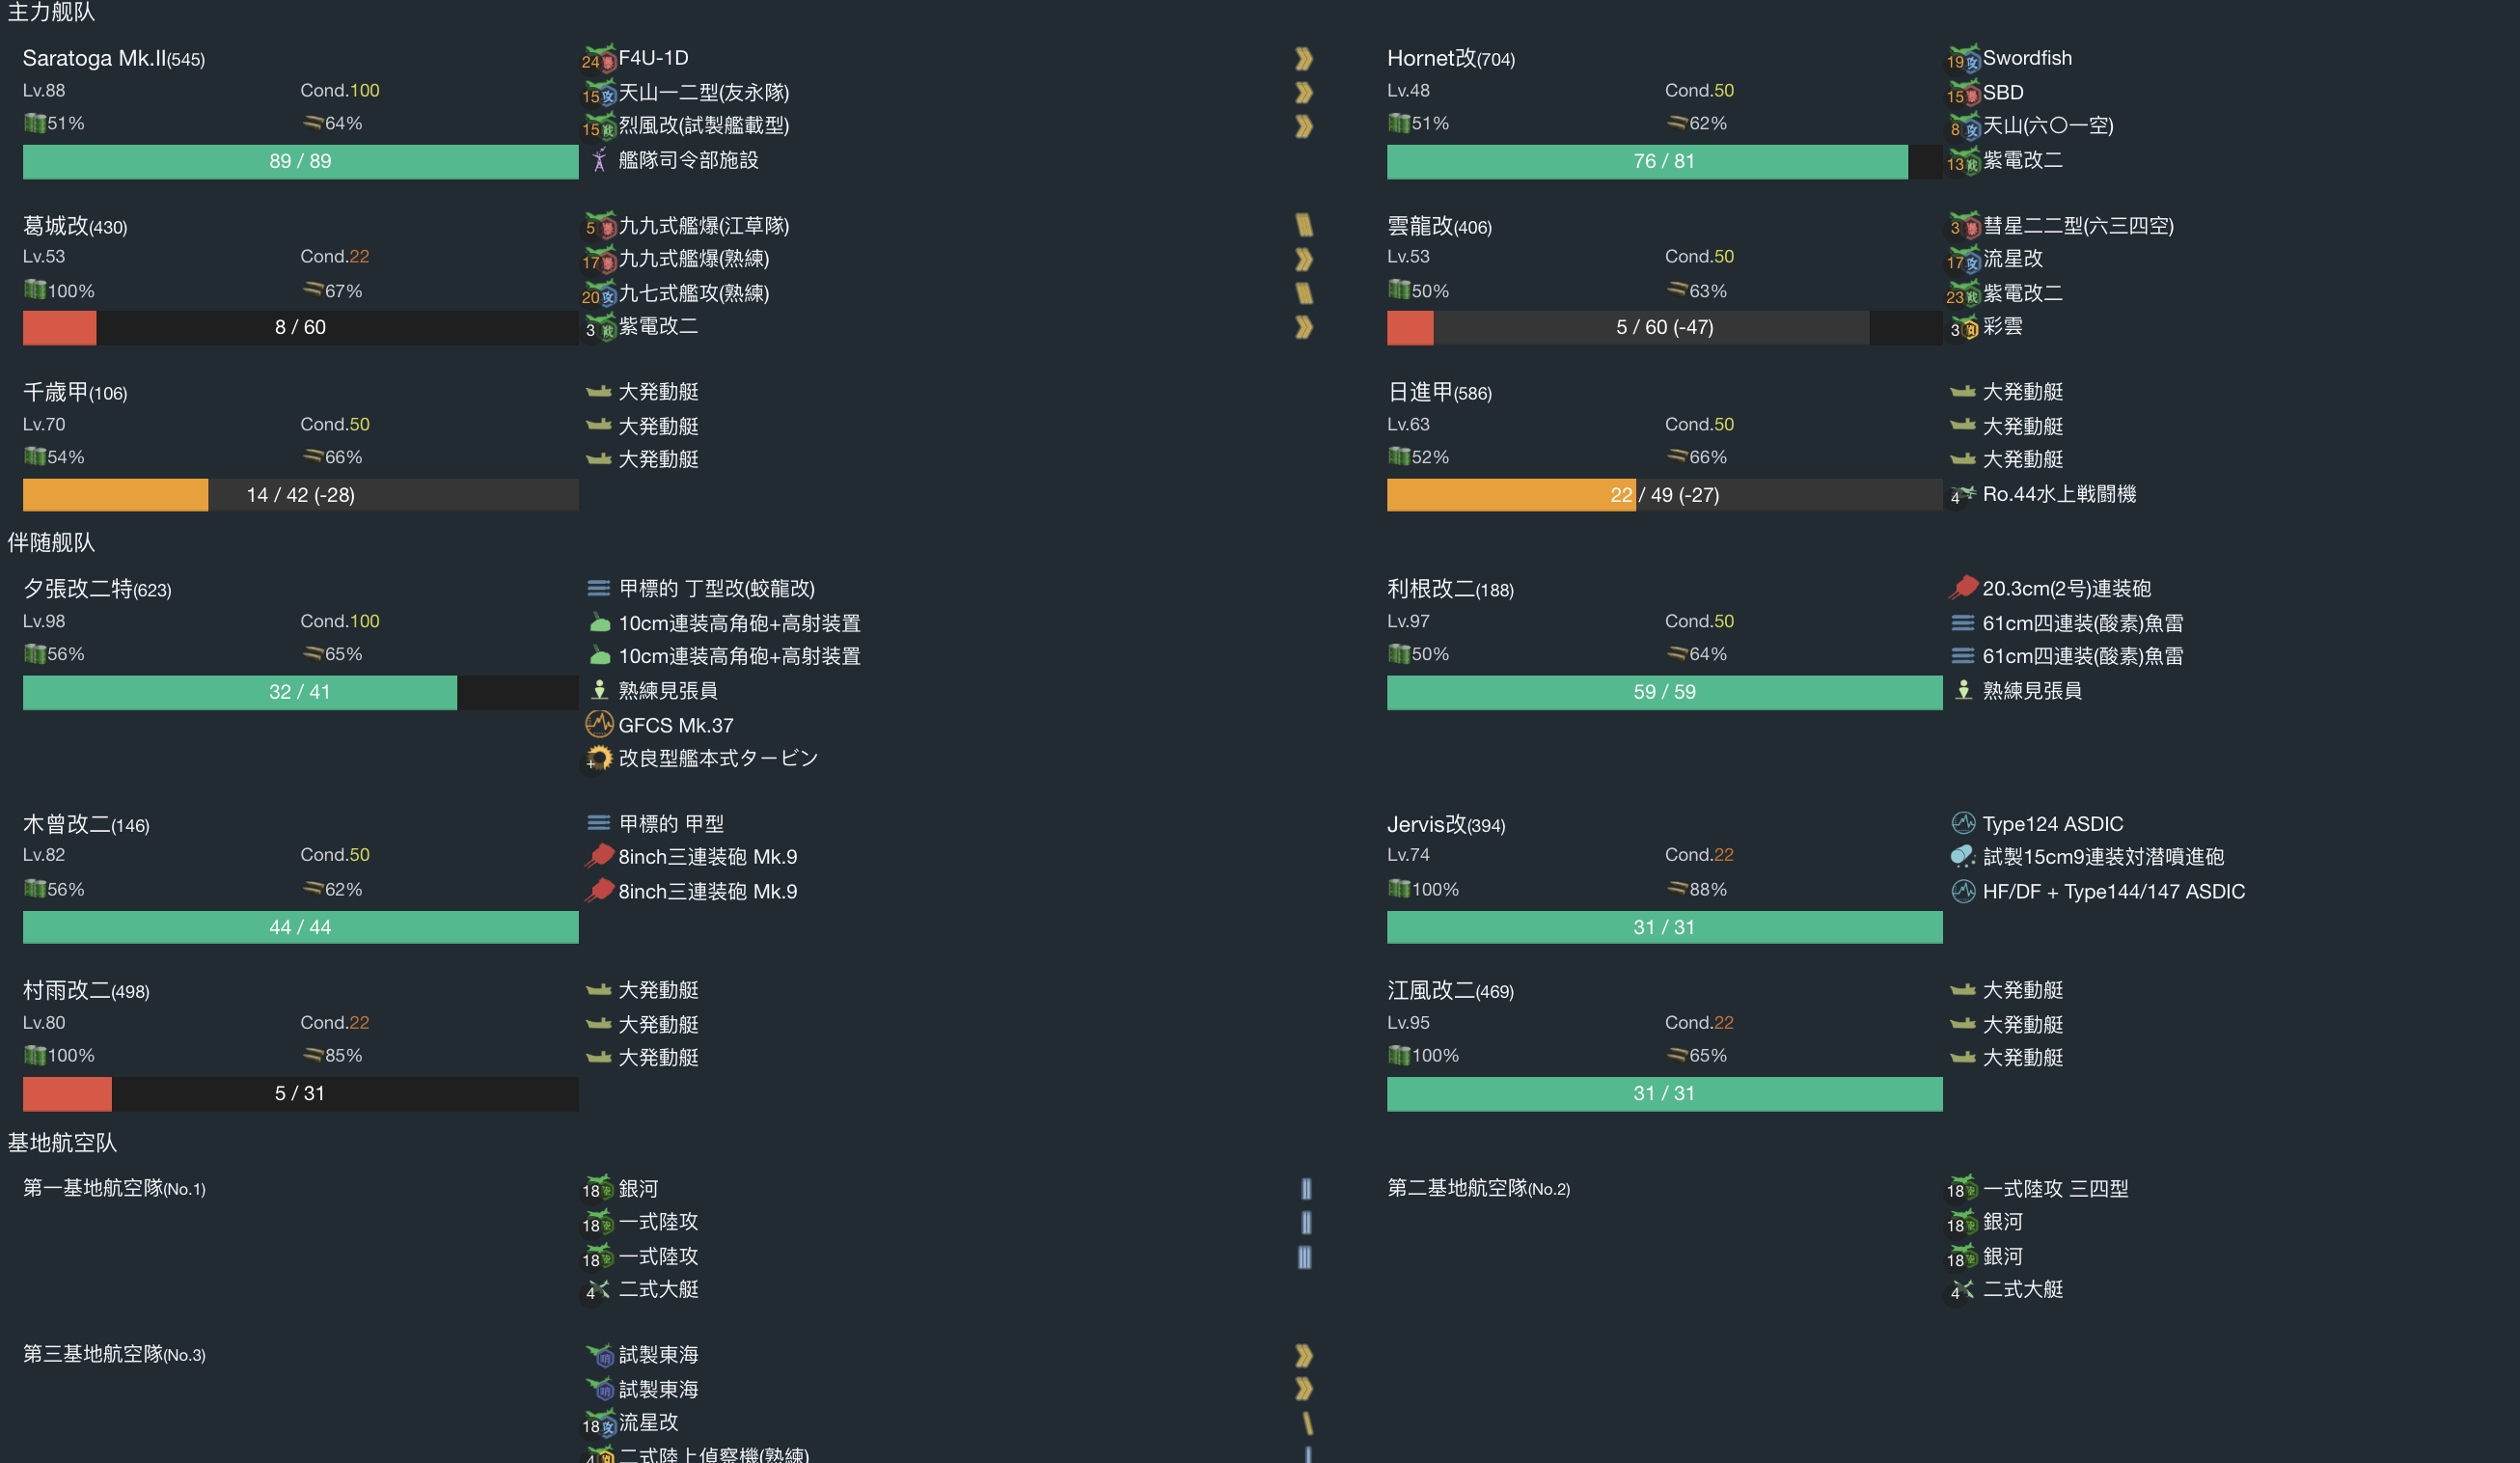 主力舰队
Saratoga Mk.II(545)
Lv.88 Cond.100
51% 64%
89 / 89
24 F4U-1D
15 天山一二型(友永隊)
15 烈風改(試製艦載型)
艦隊司令部施設
Hornet改(704)
Lv.48 Cond.50
51% 62%
76 / 81
19 Swordfish
15 SBD
8 天山(六〇一空)
13 紫電改二
葛城改(430)
Lv.53 Cond.22
100% 67%
8 / 60
5 九九式艦爆(江草隊)
17 九九式艦爆(熟練)
20 九七式艦攻(熟練)
3 紫電改二
雲龍改(406)
Lv.53 Cond.50
50% 63%
5 / 60 (-47)
3 彗星二二型(六三四空)
17 流星改
23 紫電改二
3 彩雲
千歳甲(106)
Lv.70 Cond.50
54% 66%
14 / 42 (-28)
大発動艇
大発動艇
大発動艇
日進甲(586)
Lv.63 Cond.50
52% 66%
22 / 49 (-27)
大発動艇
大発動艇
大発動艇
4 Ro.44水上戦闘機
伴随舰队
夕張改二特(623)
Lv.98 Cond.100
56% 65%
32 / 41
甲標的 丁型改(蛟龍改)
10cm連装高角砲+高射装置
10cm連装高角砲+高射装置
熟練見張員
GFCS Mk.37
+ 改良型艦本式タービン
利根改二(188)
Lv.97 Cond.50
50% 64%
59 / 59
20.3cm(2号)連装砲
61cm四連装(酸素)魚雷
61cm四連装(酸素)魚雷
熟練見張員
木曾改二(146)
Lv.82 Cond.50
56% 62%
44 / 44
甲標的 甲型
8inch三連装砲 Mk.9
8inch三連装砲 Mk.9
Jervis改(394)
Lv.74 Cond.22
100% 88%
31 / 31
Type124 ASDIC
試製15cm9連装対潜噴進砲
HF/DF + Type144/147 ASDIC
村雨改二(498)
Lv.80 Cond.22
100% 85%
5 / 31
大発動艇
大発動艇
大発動艇
江風改二(469)
Lv.95 Cond.22
100% 65%
31 / 31
大発動艇
大発動艇
大発動艇
基地航空队
第一基地航空隊(No.1)
18 銀河
18 一式陸攻
18 一式陸攻
4 二式大艇
第二基地航空隊(No.2)
18 一式陸攻 三四型
18 銀河
18 銀河
4 二式大艇
第三基地航空隊(No.3)
試製東海
試製東海
18 流星改
4 二式陸上偵察機(熟練)